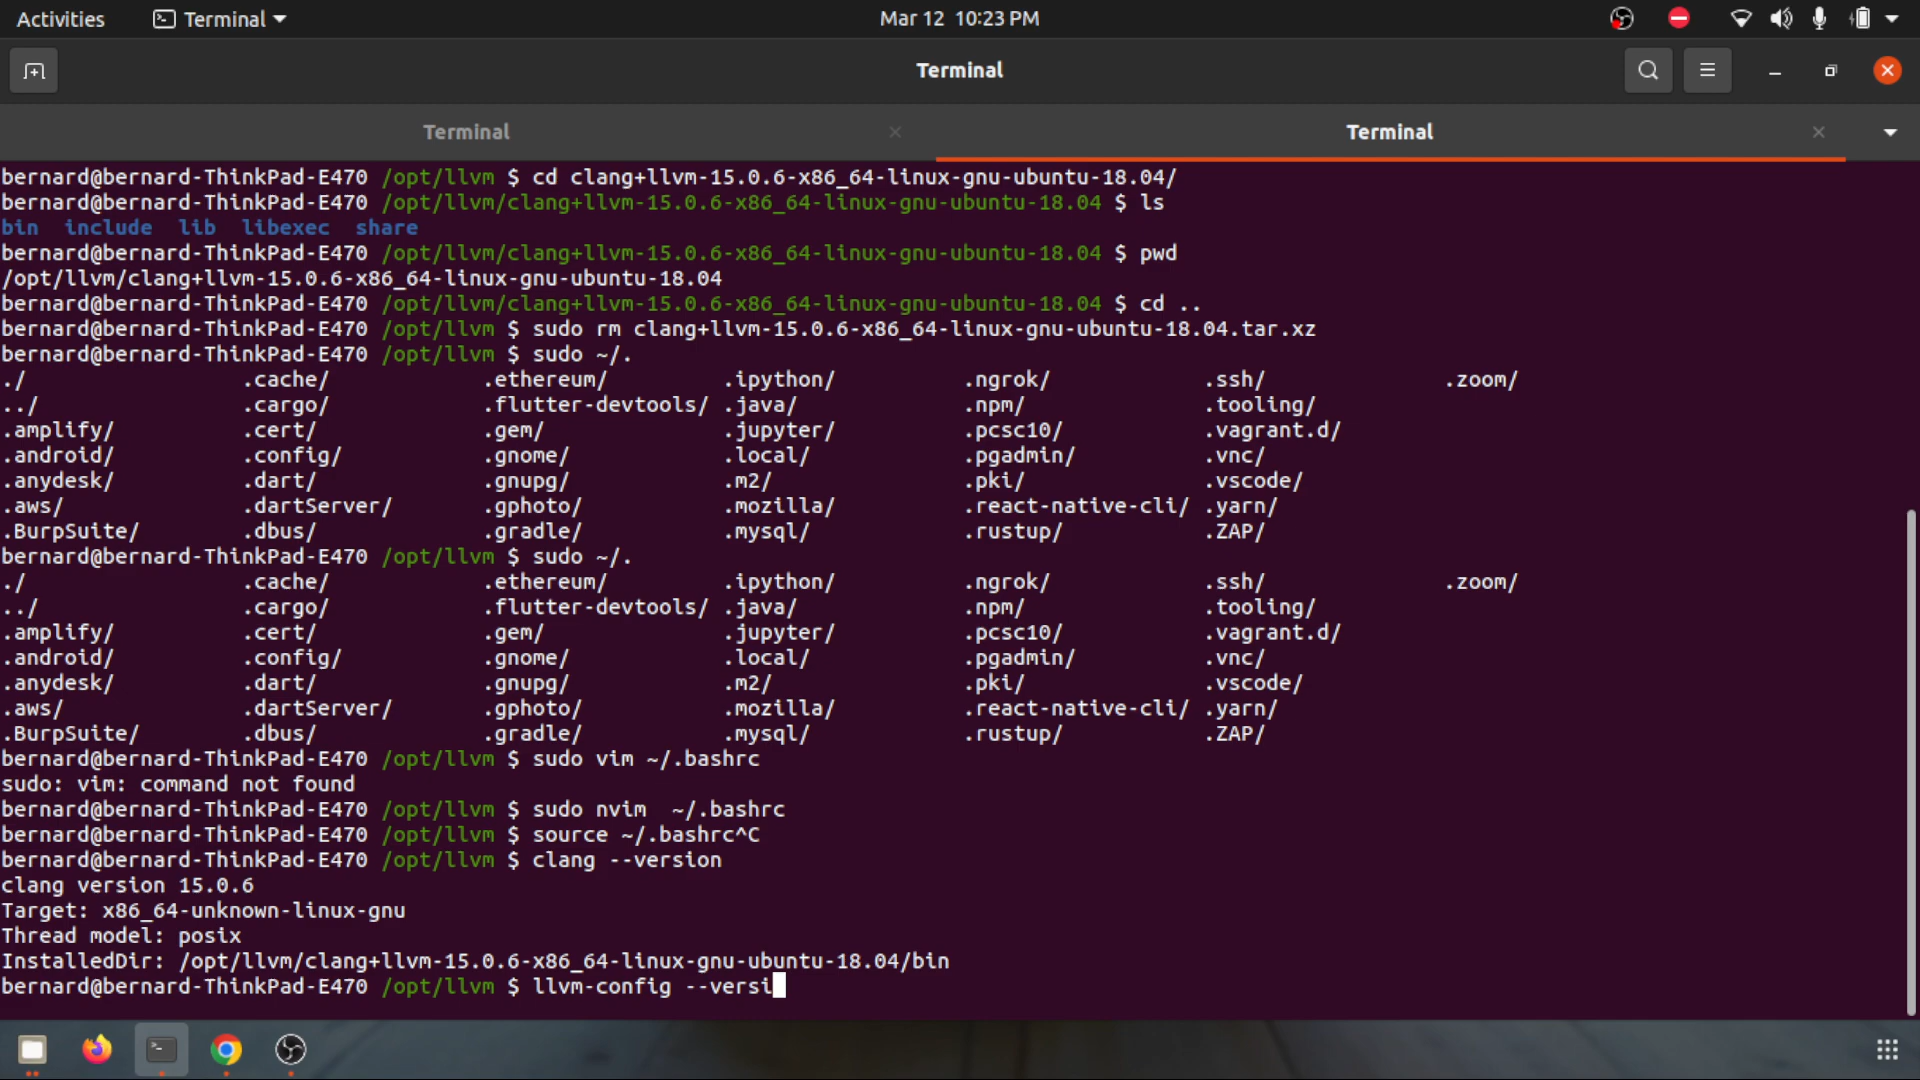 Activities Terminal Mar 12 10:23 PM
Terminal
Terminal Terminal
bernard@bernard-ThinkPad-E470 /opt/llvm $ cd clang+llvm-15.0.6-x86_64-linux-gnu-ubuntu-18.04/
bernard@bernard-ThinkPad-E470 /opt/llvm/clang+llvm-15.0.6-x86_64-linux-gnu-ubuntu-18.04 $ ls
bin include lib libexec share
bernard@bernard-ThinkPad-E470 /opt/llvm/clang+llvm-15.0.6-x86_64-linux-gnu-ubuntu-18.04 $ pwd
/opt/llvm/clang+llvm-15.0.6-x86_64-linux-gnu-ubuntu-18.04
bernard@bernard-ThinkPad-E470 /opt/llvm/clang+llvm-15.0.6-x86_64-linux-gnu-ubuntu-18.04 $ cd ..
bernard@bernard-ThinkPad-E470 /opt/llvm $ sudo rm clang+llvm-15.0.6-x86_64-linux-gnu-ubuntu-18.04.tar.xz
bernard@bernard-ThinkPad-E470 /opt/llvm $ sudo ~/.
./ .cache/ .ethereum/ .ipython/ .ngrok/ .ssh/ .zoom/
../ .cargo/ .flutter-devtools/ .java/ .npm/ .tooling/
.amplify/ .cert/ .gem/ .jupyter/ .pcsc10/ .vagrant.d/
.android/ .config/ .gnome/ .local/ .pgadmin/ .vnc/
.anydesk/ .dart/ .gnupg/ .m2/ .pki/ .vscode/
.aws/ .dartServer/ .gphoto/ .mozilla/ .react-native-cli/ .yarn/
.BurpSuite/ .dbus/ .gradle/ .mysql/ .rustup/ .ZAP/
bernard@bernard-ThinkPad-E470 /opt/llvm $ sudo ~/.
./ .cache/ .ethereum/ .ipython/ .ngrok/ .ssh/ .zoom/
../ .cargo/ .flutter-devtools/ .java/ .npm/ .tooling/
.amplify/ .cert/ .gem/ .jupyter/ .pcsc10/ .vagrant.d/
.android/ .config/ .gnome/ .local/ .pgadmin/ .vnc/
.anydesk/ .dart/ .gnupg/ .m2/ .pki/ .vscode/
.aws/ .dartServer/ .gphoto/ .mozilla/ .react-native-cli/ .yarn/
.BurpSuite/ .dbus/ .gradle/ .mysql/ .rustup/ .ZAP/
bernard@bernard-ThinkPad-E470 /opt/llvm $ sudo vim ~/.bashrc
sudo: vim: command not found
bernard@bernard-ThinkPad-E470 /opt/llvm $ sudo nvim  ~/.bashrc
bernard@bernard-ThinkPad-E470 /opt/llvm $ source ~/.bashrc^C
bernard@bernard-ThinkPad-E470 /opt/llvm $ clang --version
clang version 15.0.6
Target: x86_64-unknown-linux-gnu
Thread model: posix
InstalledDir: /opt/llvm/clang+llvm-15.0.6-x86_64-linux-gnu-ubuntu-18.04/bin
bernard@bernard-ThinkPad-E470 /opt/llvm $ llvm-config --versi